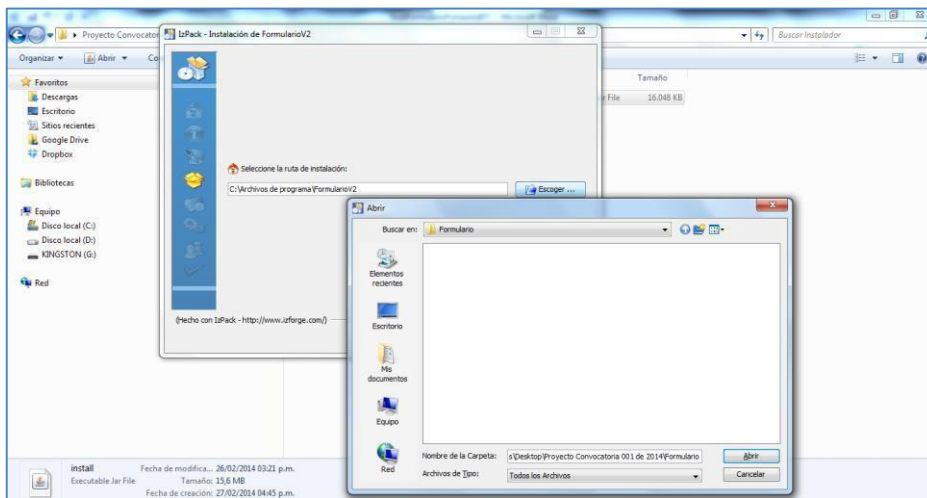 Proyecto Convocator
Buscar Instalador
Organizar
Abrir
Co
Favoritos
Descargas
Escritorio
Sitios recientes
Google Drive
Dropbox
Bibliotecas
Equipo
Disco local (C:)
Disco local (D:)
KINGSTON (G:)
Red
Tamaño
r File
16.048 KB
IzPack - Instalación de FormularioV2
Seleccione la ruta de instalación:
C:\Archivos de programa\FormularioV2
Escoger ...
(Hecho con IzPack - http://www.izforge.com/)
Abrir
Buscar en:
Formulario
Elementos
recientes
Escritorio
Mis
documentos
Equipo
Red
Nombre de la Carpeta:
s\Desktop\Proyecto Convocatoria 001 de 2014\Formulario
Abrir
Archivos de Tipo:
Todos los Archivos
Cancelar
install
Fecha de modifica... 26/02/2014 03:21 p.m.
Executable Jar File
Tamaño: 15,6 MB
Fecha de creación: 27/02/2014 04:45 p.m.